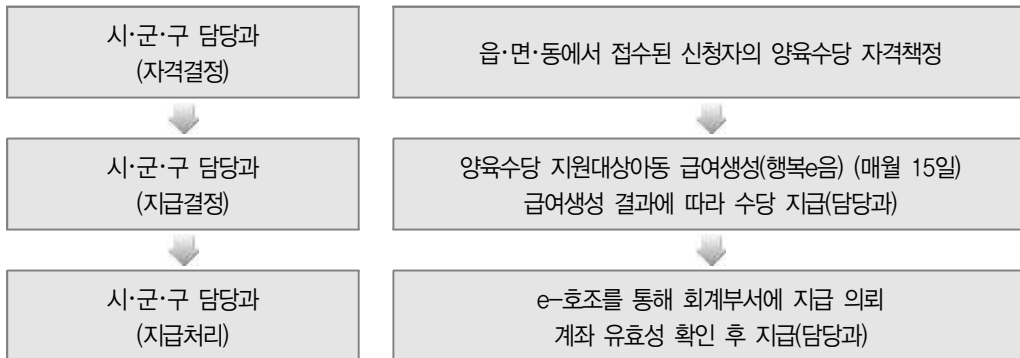 시·군·구 담당과
(자격결정)
읍·면·동에서 접수된 신청자의 양육수당 자격책정
시·군·구 담당과
(지급결정)
양육수당 지원대상아동 급여생성(행복e음) (매월 15일)
급여생성 결과에 따라 수당 지급(담당과)
시·군·구 담당과
(지급처리)
e-호조를 통해 회계부서에 지급 의뢰
계좌 유효성 확인 후 지급(담당과)